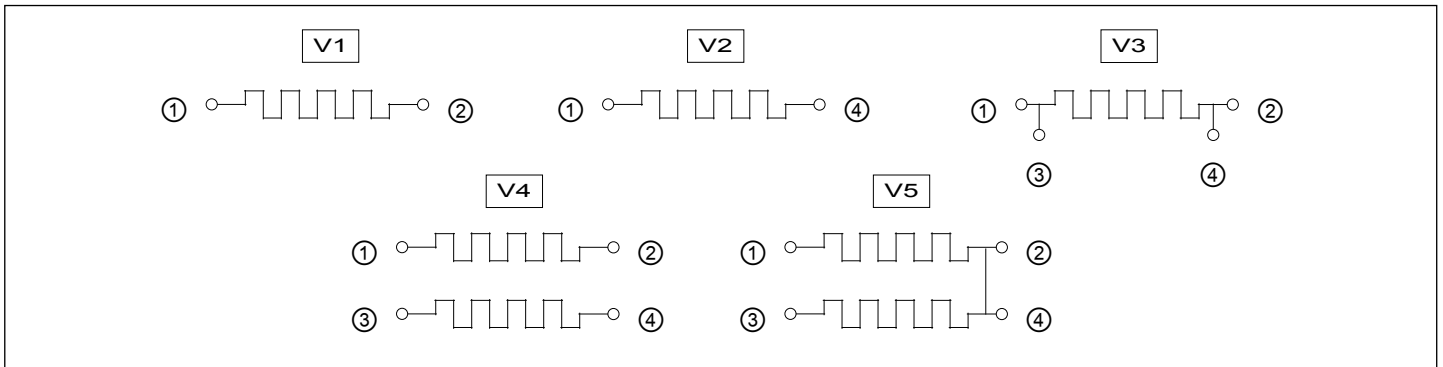 V1 V2 V3
① ② ① ④ ① ②
③ ④
V4 V5
① ② ① ②
③ ④ ③ ④